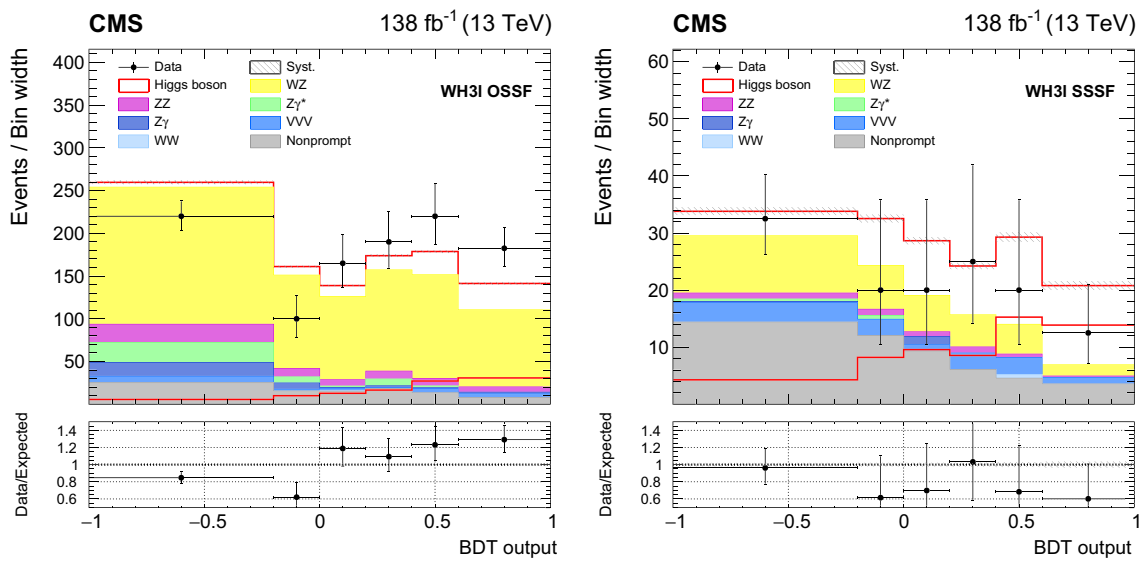 CMS 138 fb⁻¹ (13 TeV)
Events / Bin width
400
350
300
250
200
150
100
50
Data
Syst.
Higgs boson
WZ
ZZ
Zγ*
Zγ
VVV
WW
Nonprompt
WH3l OSSF
Data/Expected
1.4
1.2
1
0.8
0.6
−1 −0.5 0 0.5 1
BDT output
CMS 138 fb⁻¹ (13 TeV)
Events / Bin width
60
50
40
30
20
10
Data
Syst.
Higgs boson
WZ
ZZ
Zγ*
Zγ
VVV
WW
Nonprompt
WH3l SSSF
Data/Expected
1.4
1.2
1
0.8
0.6
−1 −0.5 0 0.5 1
BDT output